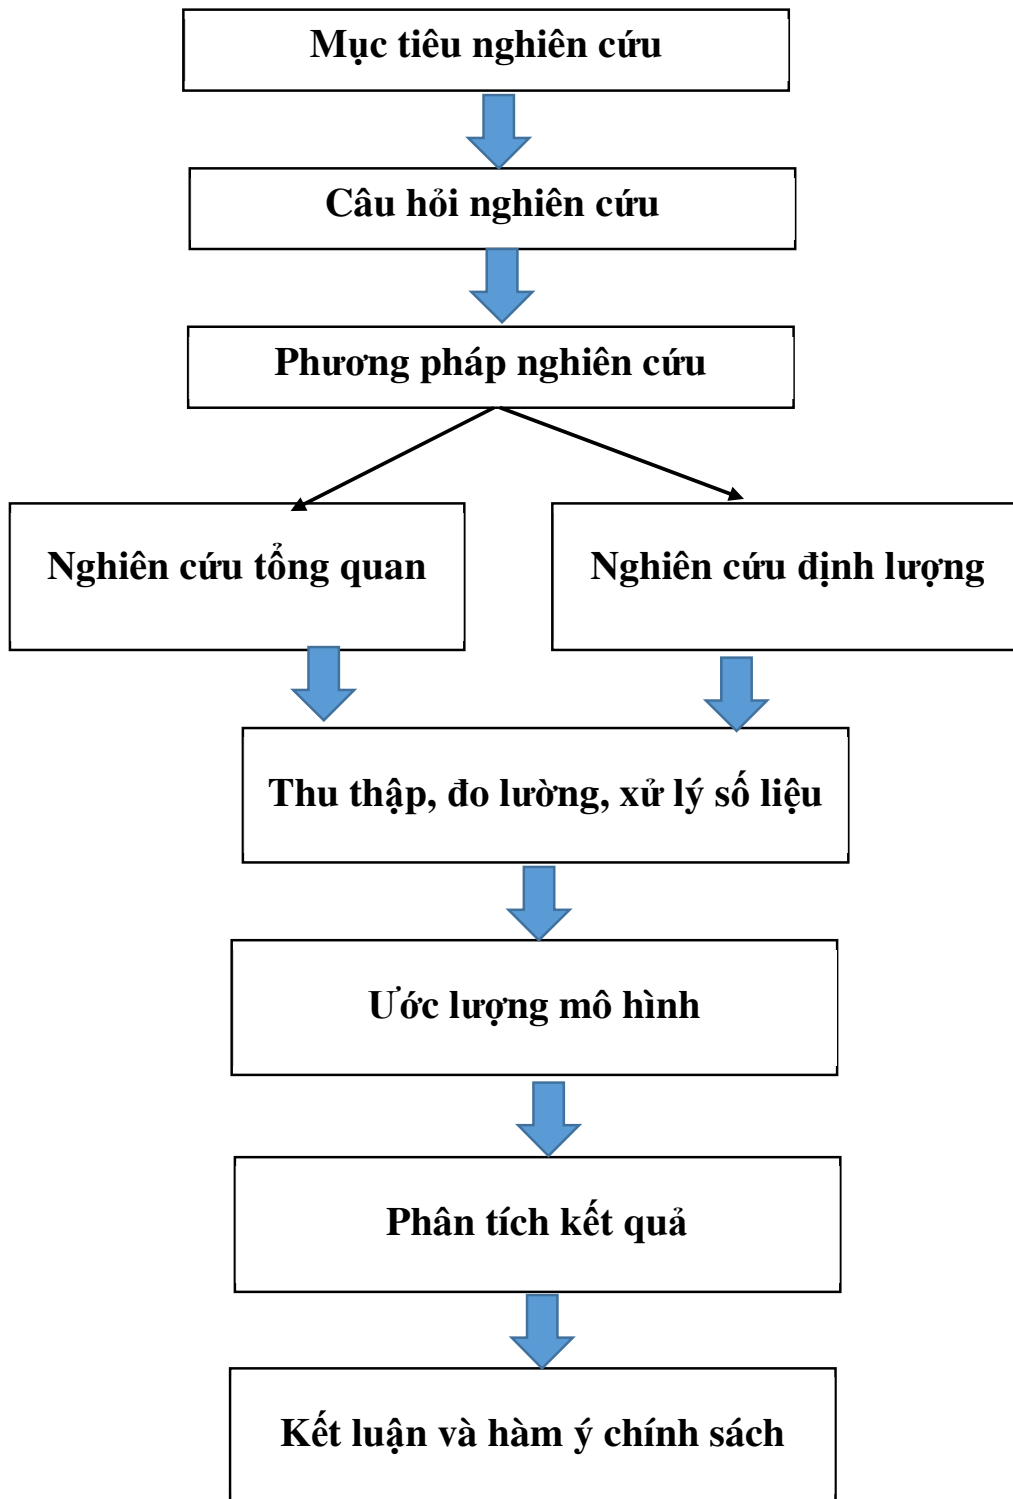 Mục tiêu nghiên cứu
Câu hỏi nghiên cứu
Phương pháp nghiên cứu
Nghiên cứu tổng quan
Nghiên cứu định lượng
Thu thập, đo lường, xử lý số liệu
Ước lượng mô hình
Phân tích kết quả
Kết luận và hàm ý chính sách